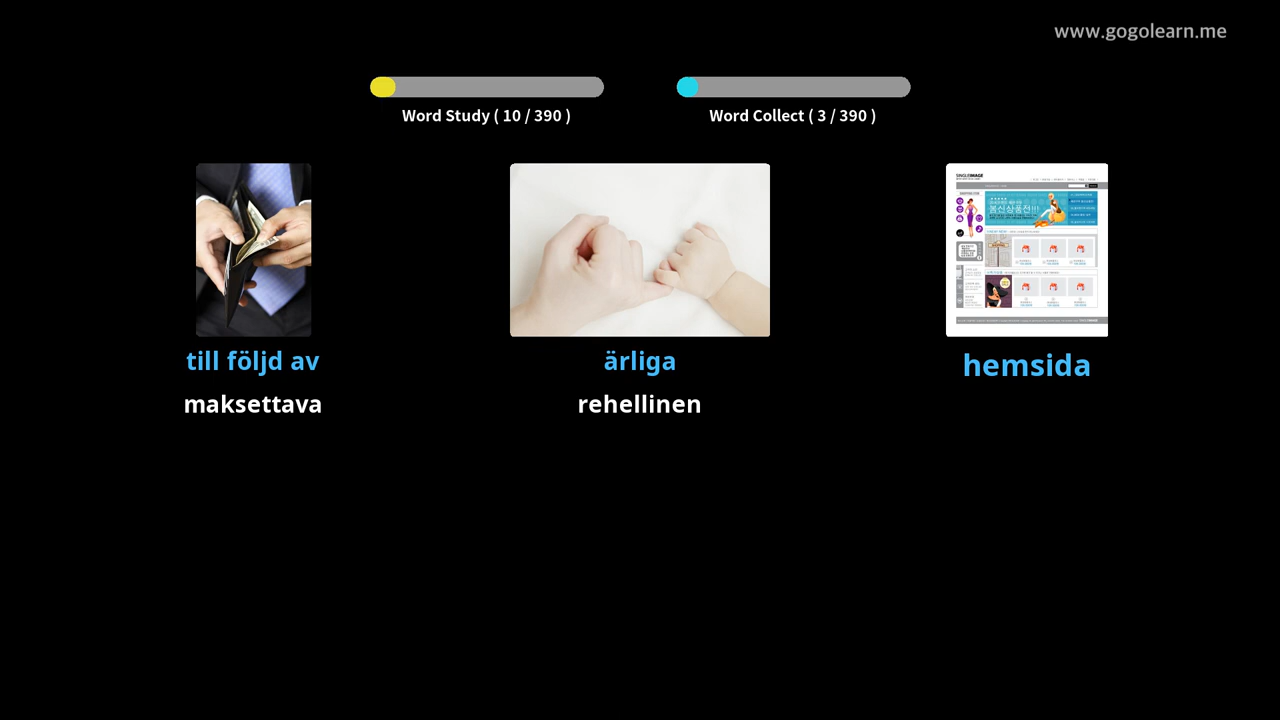 www.gogolearn.me
Word Study ( 10 / 390 )
Word Collect ( 3 / 390 )
till följd av
ärliga
hemsida
maksettava
rehellinen